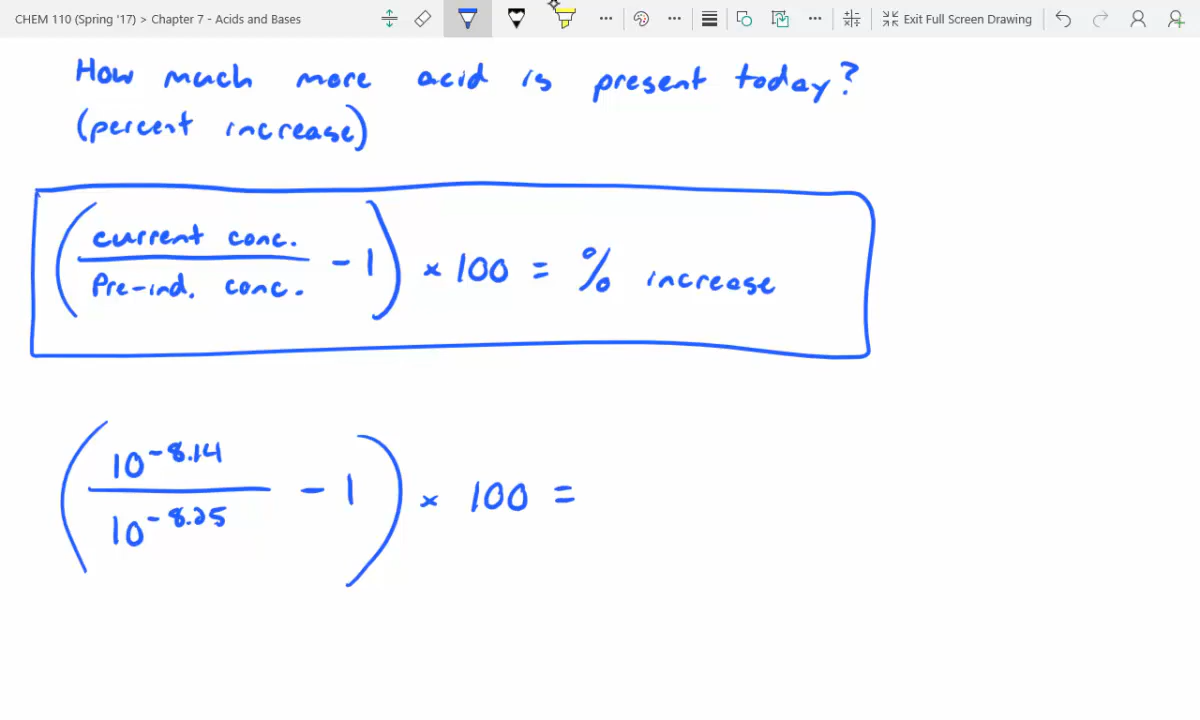 CHEM 110 (Spring '17) > Chapter 7 - Acids and Bases
Exit Full Screen Drawing
How much more acid is present today?
(percent increase)
(current conc. / Pre-ind. conc. - 1) × 100 = % increase
(10^-8.14 / 10^-8.25 - 1) × 100 =